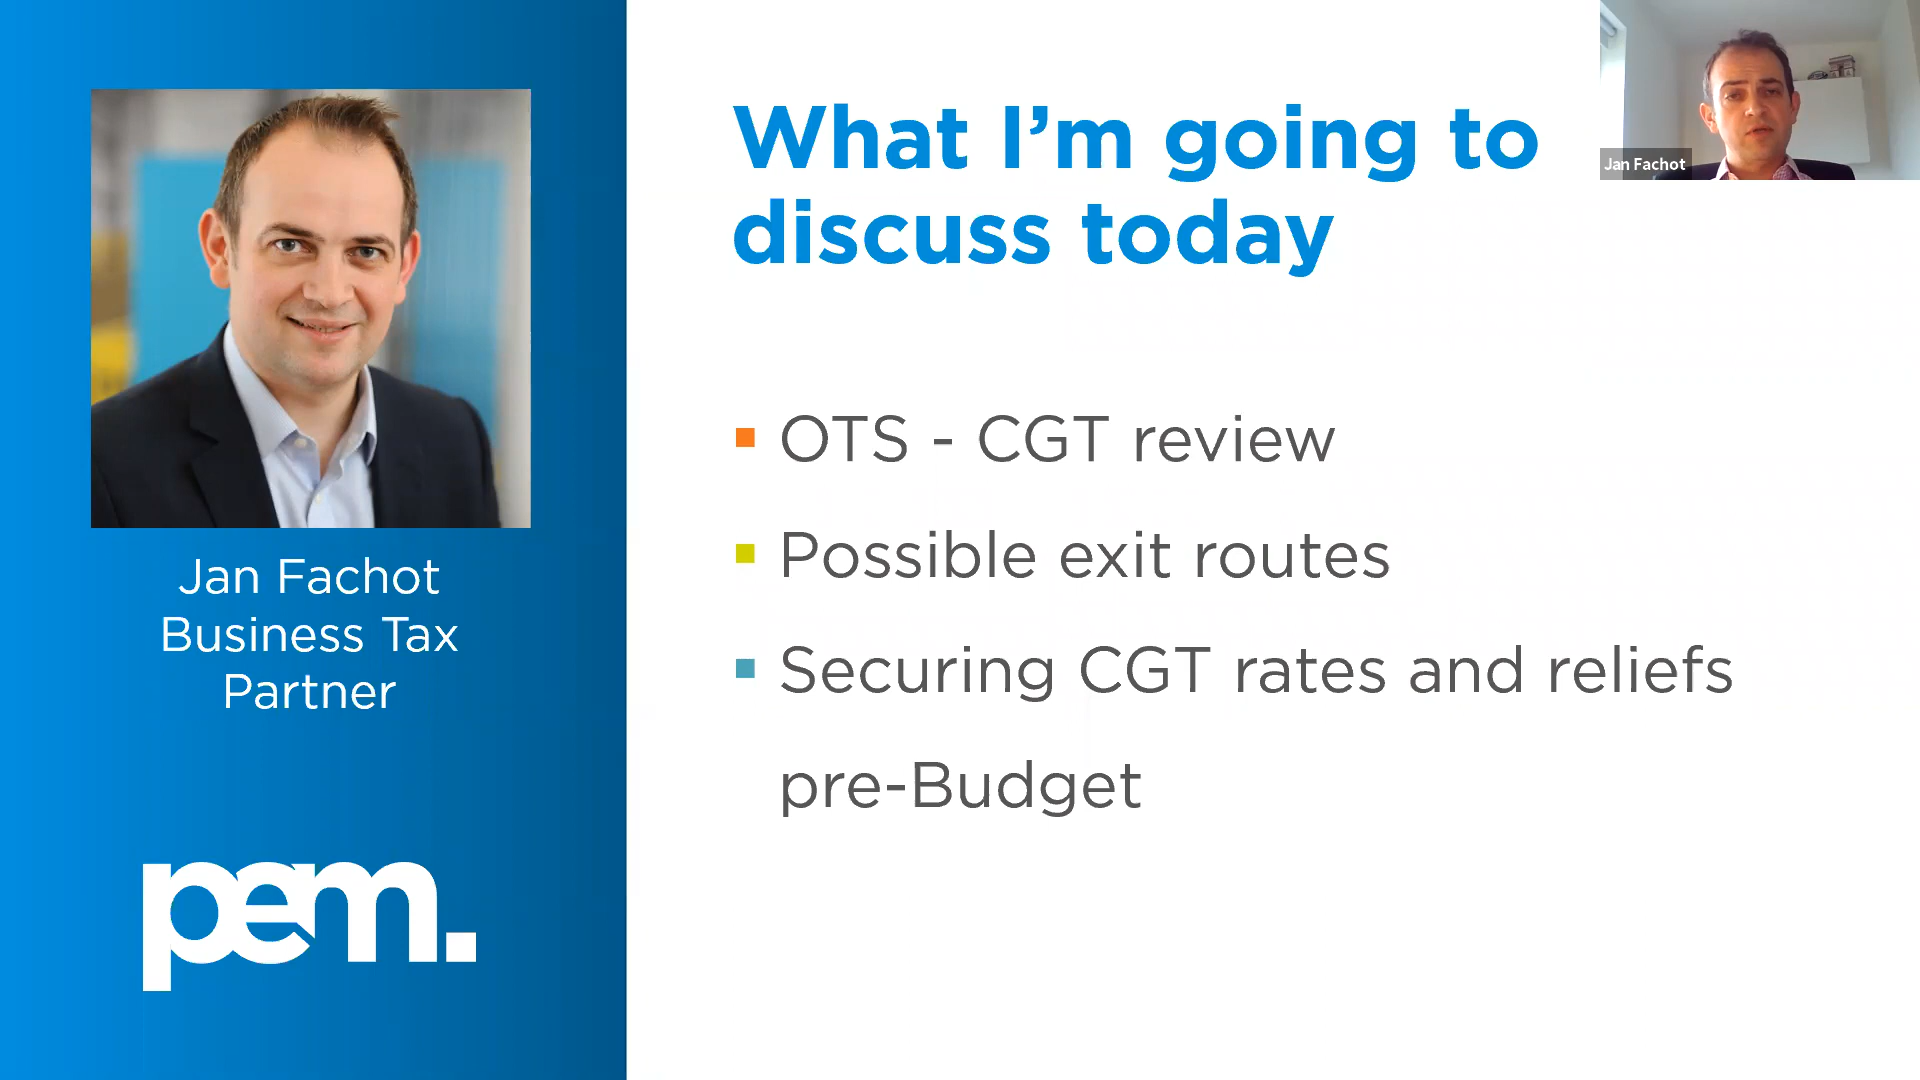 What I’m going to
discuss today
Jan Fachot
OTS - CGT review
Possible exit routes
Securing CGT rates and reliefs
pre-Budget
Jan Fachot
Business Tax
Partner
pem.